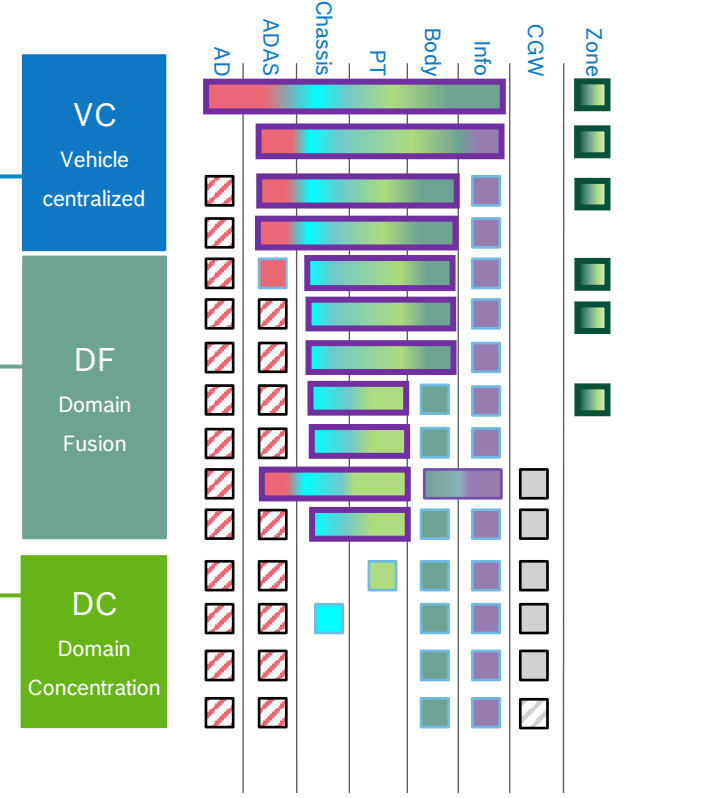 AD
ADAS
Chassis
PT
Body
Info
CGW
Zone
VC
Vehicle
centralized
DF
Domain
Fusion
DC
Domain
Concentration